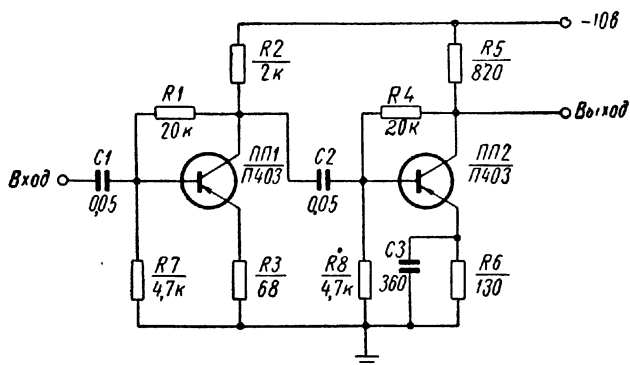 -10в
R2
2к
R5
820
R1
20к
R4
20к
Выход
Вход
C1
0,05
ПП1
П403
C2
0,05
ПП2
П403
R7
4,7к
R3
68
R8
4,7к
C3
360
R6
130